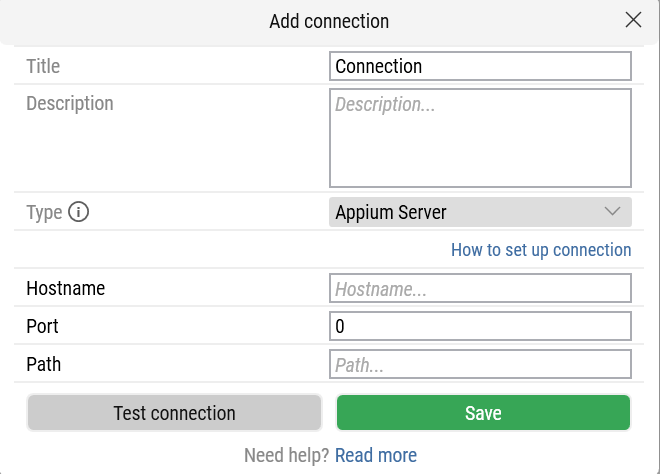 Add connection
Title Connection
Description Description...
Type Appium Server
How to set up connection
Hostname Hostname...
Port 0
Path Path...
Test connection Save
Need help? Read more